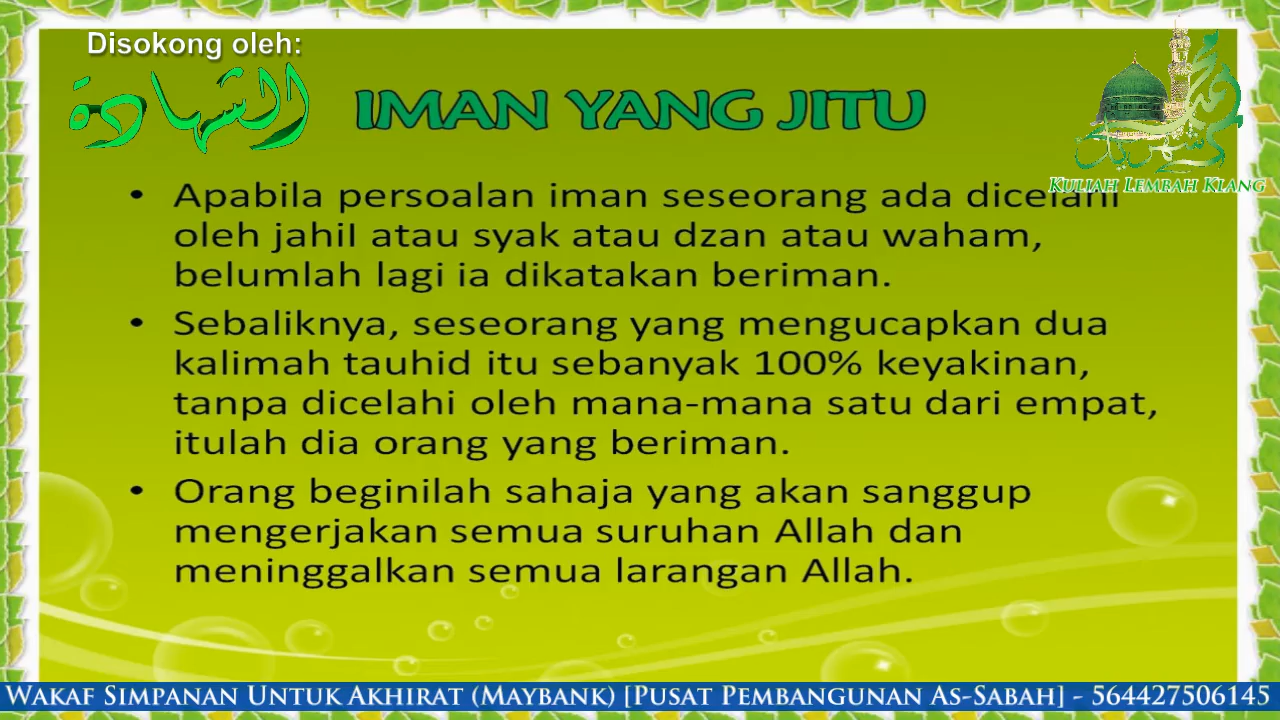 Disokong oleh:
الشهادة
IMAN YANG JITU
KULIAH LEMBAH KLANG
• Apabila persoalan iman seseorang ada dicelahi
oleh jahil atau syak atau dzan atau waham,
belumlah lagi ia dikatakan beriman.
• Sebaliknya, seseorang yang mengucapkan dua
kalimah tauhid itu sebanyak 100% keyakinan,
tanpa dicelahi oleh mana-mana satu dari empat,
itulah dia orang yang beriman.
• Orang beginilah sahaja yang akan sanggup
mengerjakan semua suruhan Allah dan
meninggalkan semua larangan Allah.
WAKAF SIMPANAN UNTUK AKHIRAT (MAYBANK) [PUSAT PEMBANGUNAN AS-SABAH] - 564427506145